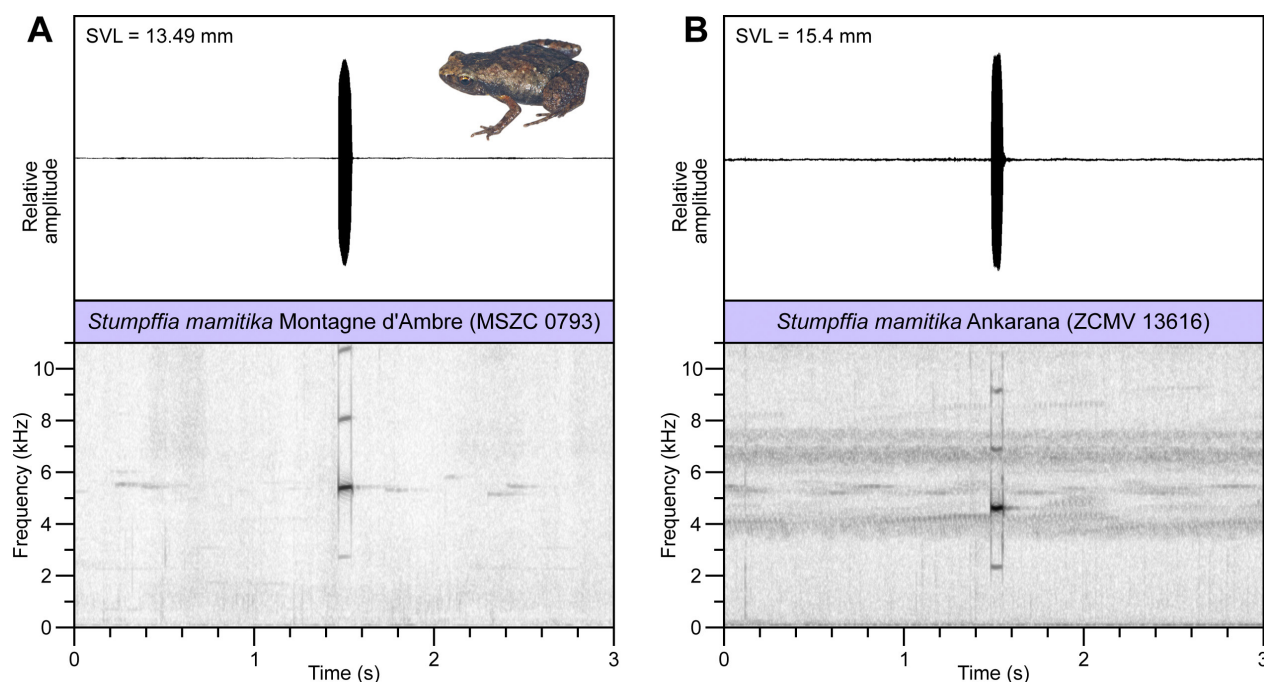 A
SVL = 13.49 mm
Relative
amplitude
Stumpffia mamitika Montagne d'Ambre (MSZC 0793)
Frequency (kHz)
10
8
6
4
2
0
0 1 2 3
Time (s)
B
SVL = 15.4 mm
Relative
amplitude
Stumpffia mamitika Ankarana (ZCMV 13616)
Frequency (kHz)
10
8
6
4
2
0
0 1 2 3
Time (s)